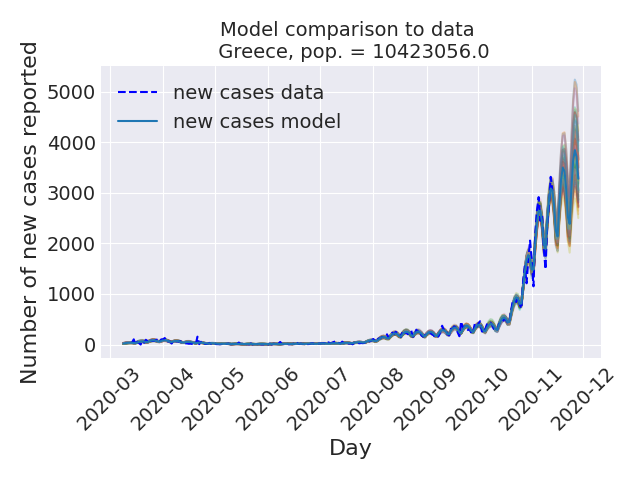 Model comparison to data
Greece, pop. = 10423056.0
Number of new cases reported
5000
4000
3000
2000
1000
0
new cases data
new cases model
2020-03
2020-04
2020-05
2020-06
2020-07
2020-08
2020-09
2020-10
2020-11
2020-12
Day